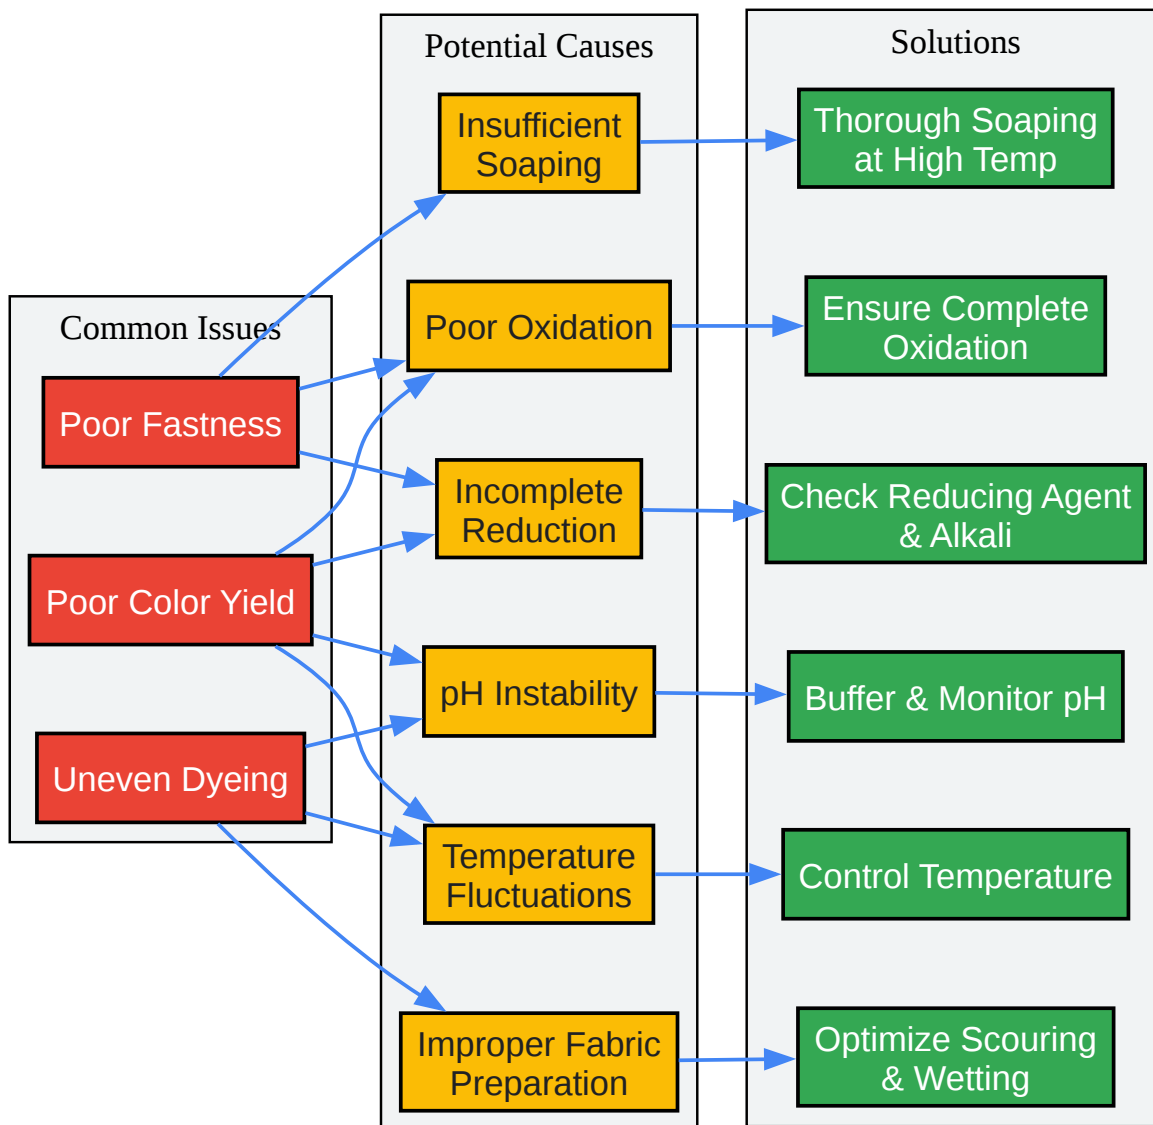 Common Issues
Poor Fastness
Poor Color Yield
Uneven Dyeing
Potential Causes
Insufficient
Soaping
Poor Oxidation
Incomplete
Reduction
pH Instability
Temperature
Fluctuations
Improper Fabric
Preparation
Solutions
Thorough Soaping
at High Temp
Ensure Complete
Oxidation
Check Reducing Agent
& Alkali
Buffer & Monitor pH
Control Temperature
Optimize Scouring
& Wetting